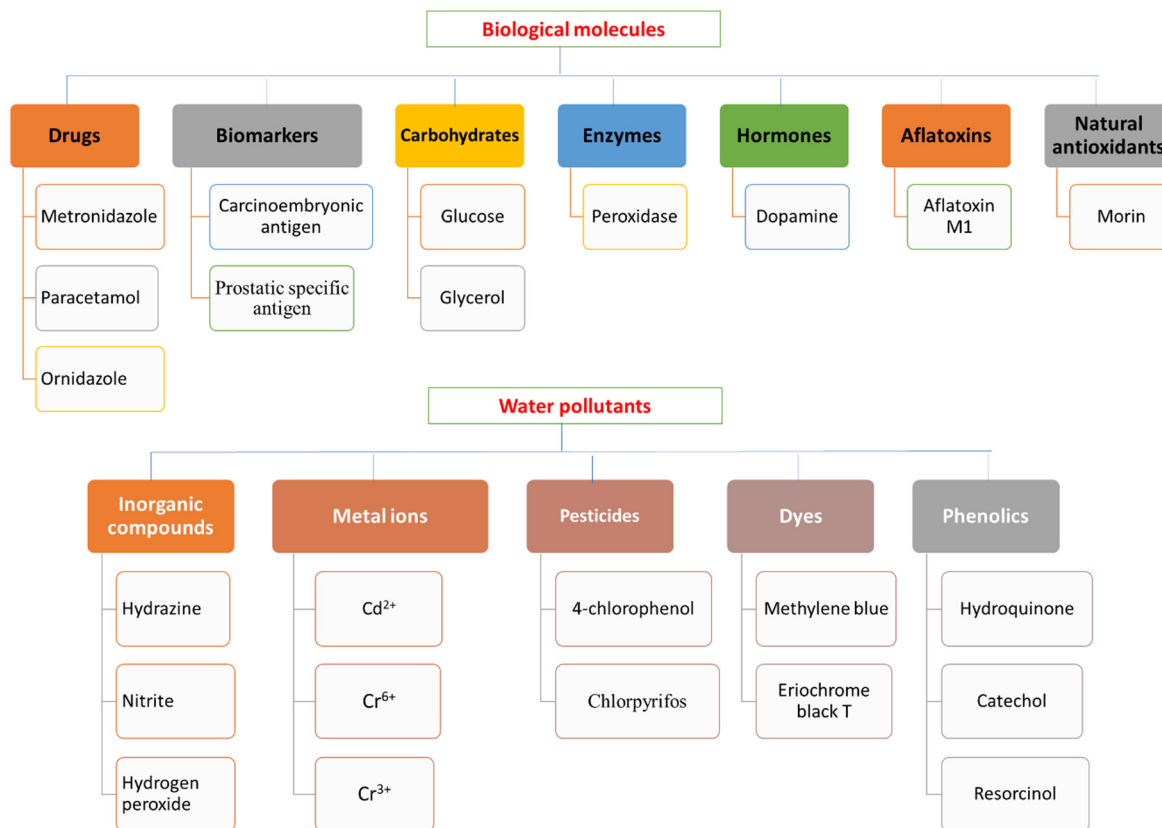 Biological molecules
Drugs
Biomarkers
Carbohydrates
Enzymes
Hormones
Aflatoxins
Natural
antioxidants
Metronidazole
Carcinoembryonic
antigen
Glucose
Peroxidase
Dopamine
Aflatoxin
M1
Morin
Paracetamol
Prostatic specific
antigen
Glycerol
Ornidazole
Water pollutants
Inorganic
compounds
Metal ions
Pesticides
Dyes
Phenolics
Hydrazine
Cd²⁺
4-chlorophenol
Methylene blue
Hydroquinone
Nitrite
Cr⁶⁺
Chlorpyrifos
Eriochrome
black T
Catechol
Hydrogen
peroxide
Cr³⁺
Resorcinol